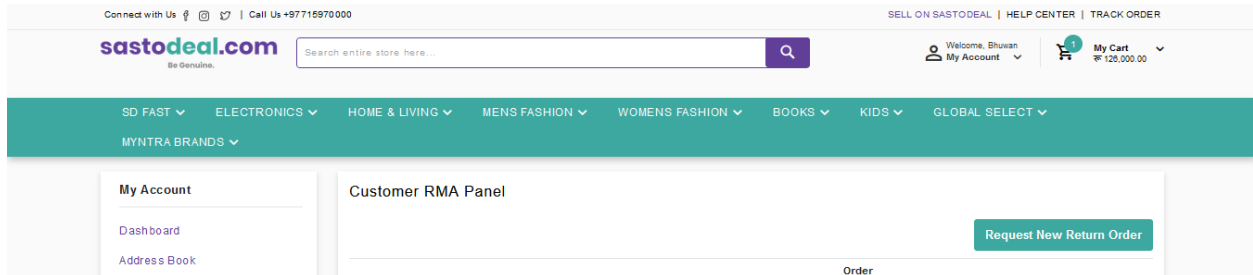 Connect with Us | Call Us +97715970000
SELL ON SASTODEAL | HELP CENTER | TRACK ORDER
sastodeal.com
Be Genuine.
Search entire store here...
Welcome, Bhuwan
My Account
1
My Cart
रू 126,000.00
SD FAST ELECTRONICS HOME & LIVING MENS FASHION WOMENS FASHION BOOKS KIDS GLOBAL SELECT
MYNTRA BRANDS
My Account
Dashboard
Address Book
Customer RMA Panel
Request New Return Order
Order